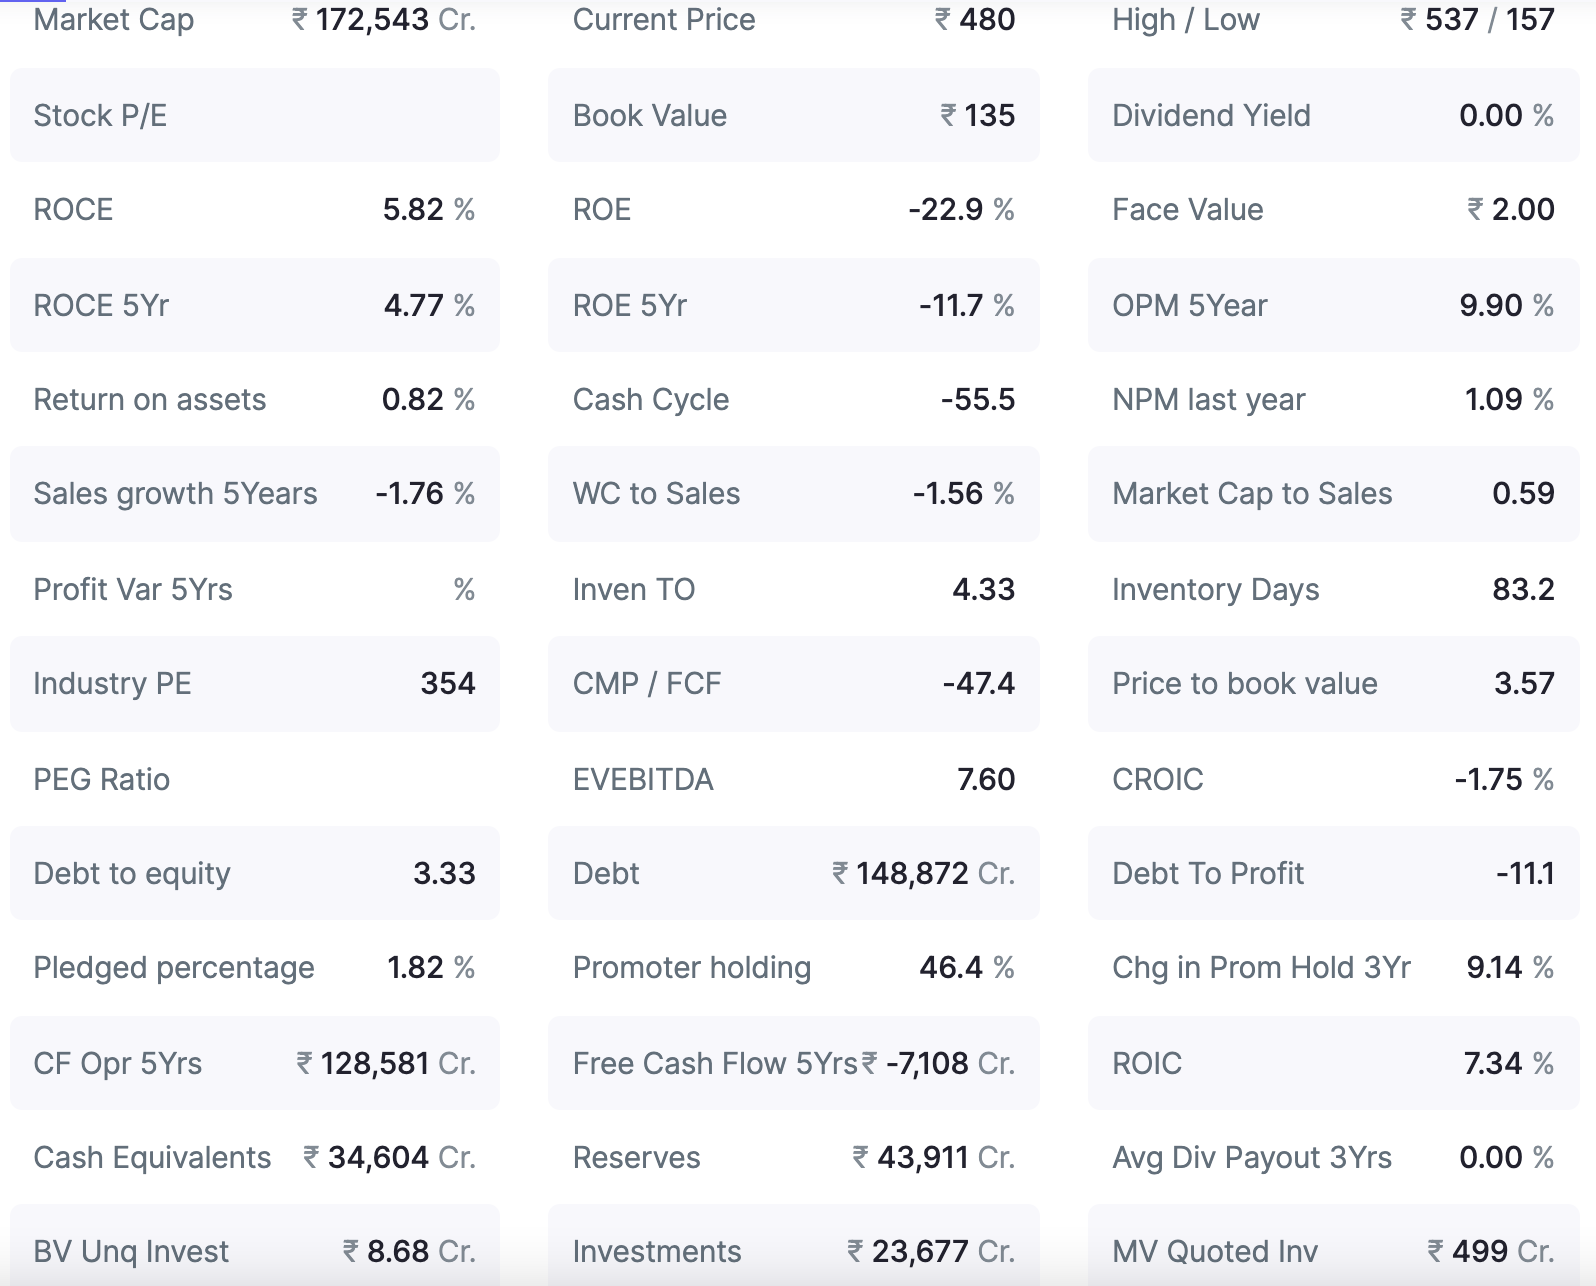 Market Cap ₹ 172,543 Cr. Current Price ₹ 480 High / Low ₹ 537 / 157
Stock P/E Book Value ₹ 135 Dividend Yield 0.00 %
ROCE 5.82 % ROE -22.9 % Face Value ₹ 2.00
ROCE 5Yr 4.77 % ROE 5Yr -11.7 % OPM 5Year 9.90 %
Return on assets 0.82 % Cash Cycle -55.5 NPM last year 1.09 %
Sales growth 5Years -1.76 % WC to Sales -1.56 % Market Cap to Sales 0.59
Profit Var 5Yrs % Inven TO 4.33 Inventory Days 83.2
Industry PE 354 CMP / FCF -47.4 Price to book value 3.57
PEG Ratio EVEBITDA 7.60 CROIC -1.75 %
Debt to equity 3.33 Debt ₹ 148,872 Cr. Debt To Profit -11.1
Pledged percentage 1.82 % Promoter holding 46.4 % Chg in Prom Hold 3Yr 9.14 %
CF Opr 5Yrs ₹ 128,581 Cr. Free Cash Flow 5Yrs ₹ -7,108 Cr. ROIC 7.34 %
Cash Equivalents ₹ 34,604 Cr. Reserves ₹ 43,911 Cr. Avg Div Payout 3Yrs 0.00 %
BV Unq Invest ₹ 8.68 Cr. Investments ₹ 23,677 Cr. MV Quoted Inv ₹ 499 Cr.